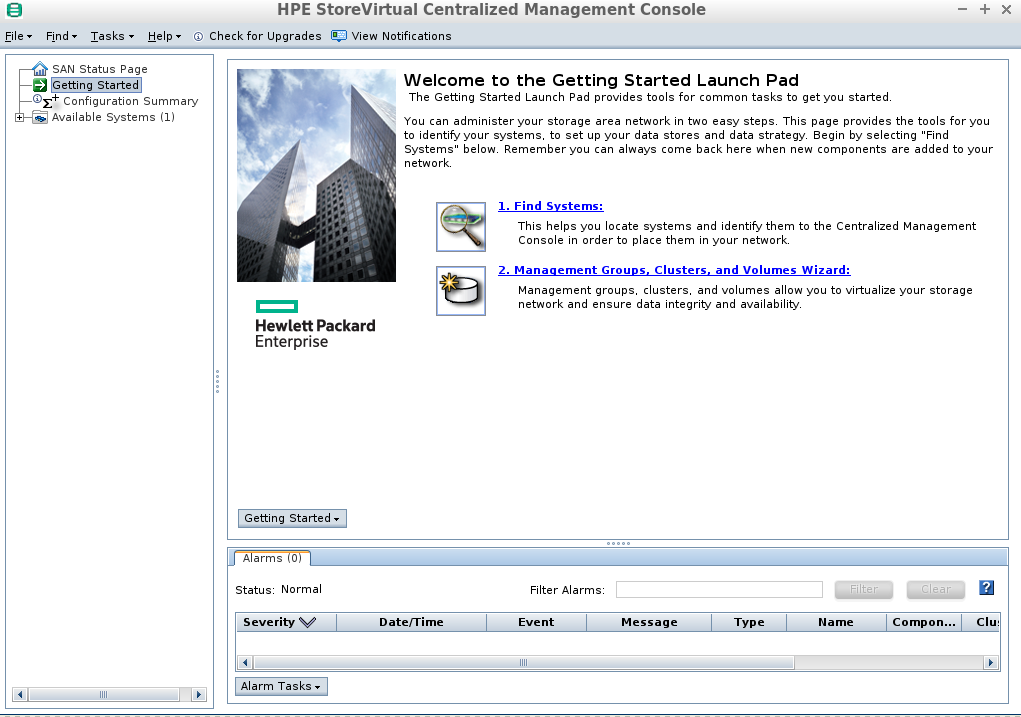 HPE StoreVirtual Centralized Management Console
File Find Tasks Help Check for Upgrades View Notifications
SAN Status Page
Getting Started
Configuration Summary
Available Systems (1)
Welcome to the Getting Started Launch Pad
The Getting Started Launch Pad provides tools for common tasks to get you started.
You can administer your storage area network in two easy steps. This page provides the tools for you
to identify your systems, to set up your data stores and data strategy. Begin by selecting "Find
Systems" below. Remember you can always come back here when new components are added to your
network.
1. Find Systems:
This helps you locate systems and identify them to the Centralized Management
Console in order to place them in your network.
2. Management Groups, Clusters, and Volumes Wizard:
Management groups, clusters, and volumes allow you to virtualize your storage
network and ensure data integrity and availability.
Hewlett Packard
Enterprise
Getting Started
Alarms (0)
Status: Normal Filter Alarms: Filter Clear ?
Severity Date/Time Event Message Type Name Compon... Clu
Alarm Tasks